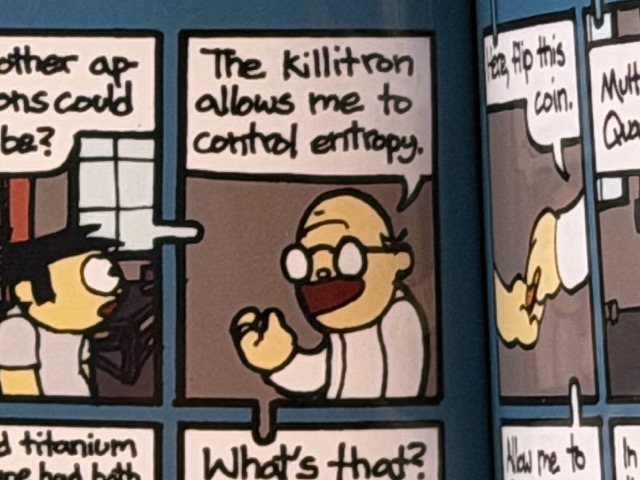 other ap-
ons could
be?
The Killitron
allows me to
control entropy.
Here, flip this
coin.
d titanium
What's that?
Allow me to
In